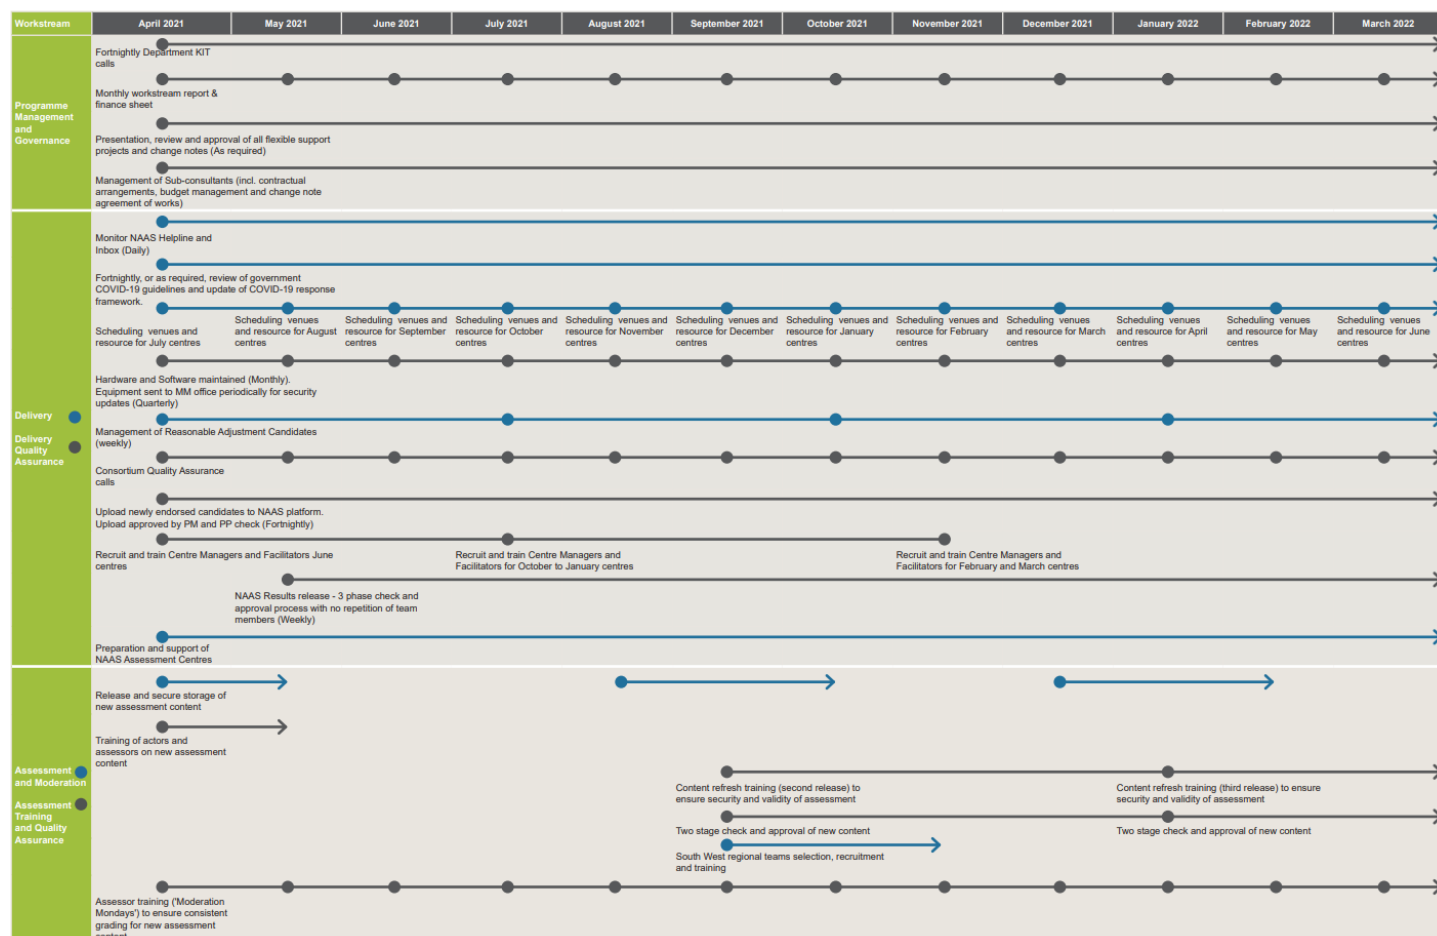 Workstream
April 2021
May 2021
June 2021
July 2021
August 2021
September 2021
October 2021
November 2021
December 2021
January 2022
February 2022
March 2022
Programme
Management
and
Governance
Fortnightly Department KIT
calls
Monthly workstream report &
finance sheet
Presentation, review and approval of all flexible support
projects and change notes (As required)
Management of Sub-consultants (incl. contractual
arrangements, budget management and change note
agreement of works)
Delivery
Delivery
Quality
Assurance
Monitor NAAS Helpline and
Inbox (Daily)
Fortnightly, or as required, review of government
COVID-19 guidelines and update of COVID-19 response
framework.
Scheduling venues and
resource for July centres
Scheduling venues
and resource for August
centres
Scheduling venues and
resource for September
centres
Scheduling venues and
resource for October
centres
Scheduling venues and
resource for November
centres
Scheduling venues and
resource for December
centres
Scheduling venues and
resource for January
centres
Scheduling venues and
resource for February
centres
Scheduling venues
and resource for March
centres
Scheduling venues
and resource for April
centres
Scheduling venues
and resource for May
centres
Scheduling venues
and resource for June
centres
Hardware and Software maintained (Monthly).
Equipment sent to MM office periodically for security
updates (Quarterly)
Management of Reasonable Adjustment Candidates
(weekly)
Consortium Quality Assurance
calls
Upload newly endorsed candidates to NAAS platform.
Upload approved by PM and PP check (Fortnightly)
Recruit and train Centre Managers and Facilitators June
centres
Recruit and train Centre Managers and
Facilitators for October to January centres
Recruit and train Centre Managers and
Facilitators for February and March centres
NAAS Results release - 3 phase check and
approval process with no repetition of team
members (Weekly)
Preparation and support of
NAAS Assessment Centres
Assessment
and Moderation
Assessment
Training
and Quality
Assurance
Release and secure storage of
new assessment content
Training of actors and
assessors on new assessment
content
Content refresh training (second release) to
ensure security and validity of assessment
Content refresh training (third release) to ensure
security and validity of assessment
Two stage check and approval of new content
Two stage check and approval of new content
South West regional teams selection, recruitment
and training
Assessor training ('Moderation
Mondays') to ensure consistent
grading for new assessment